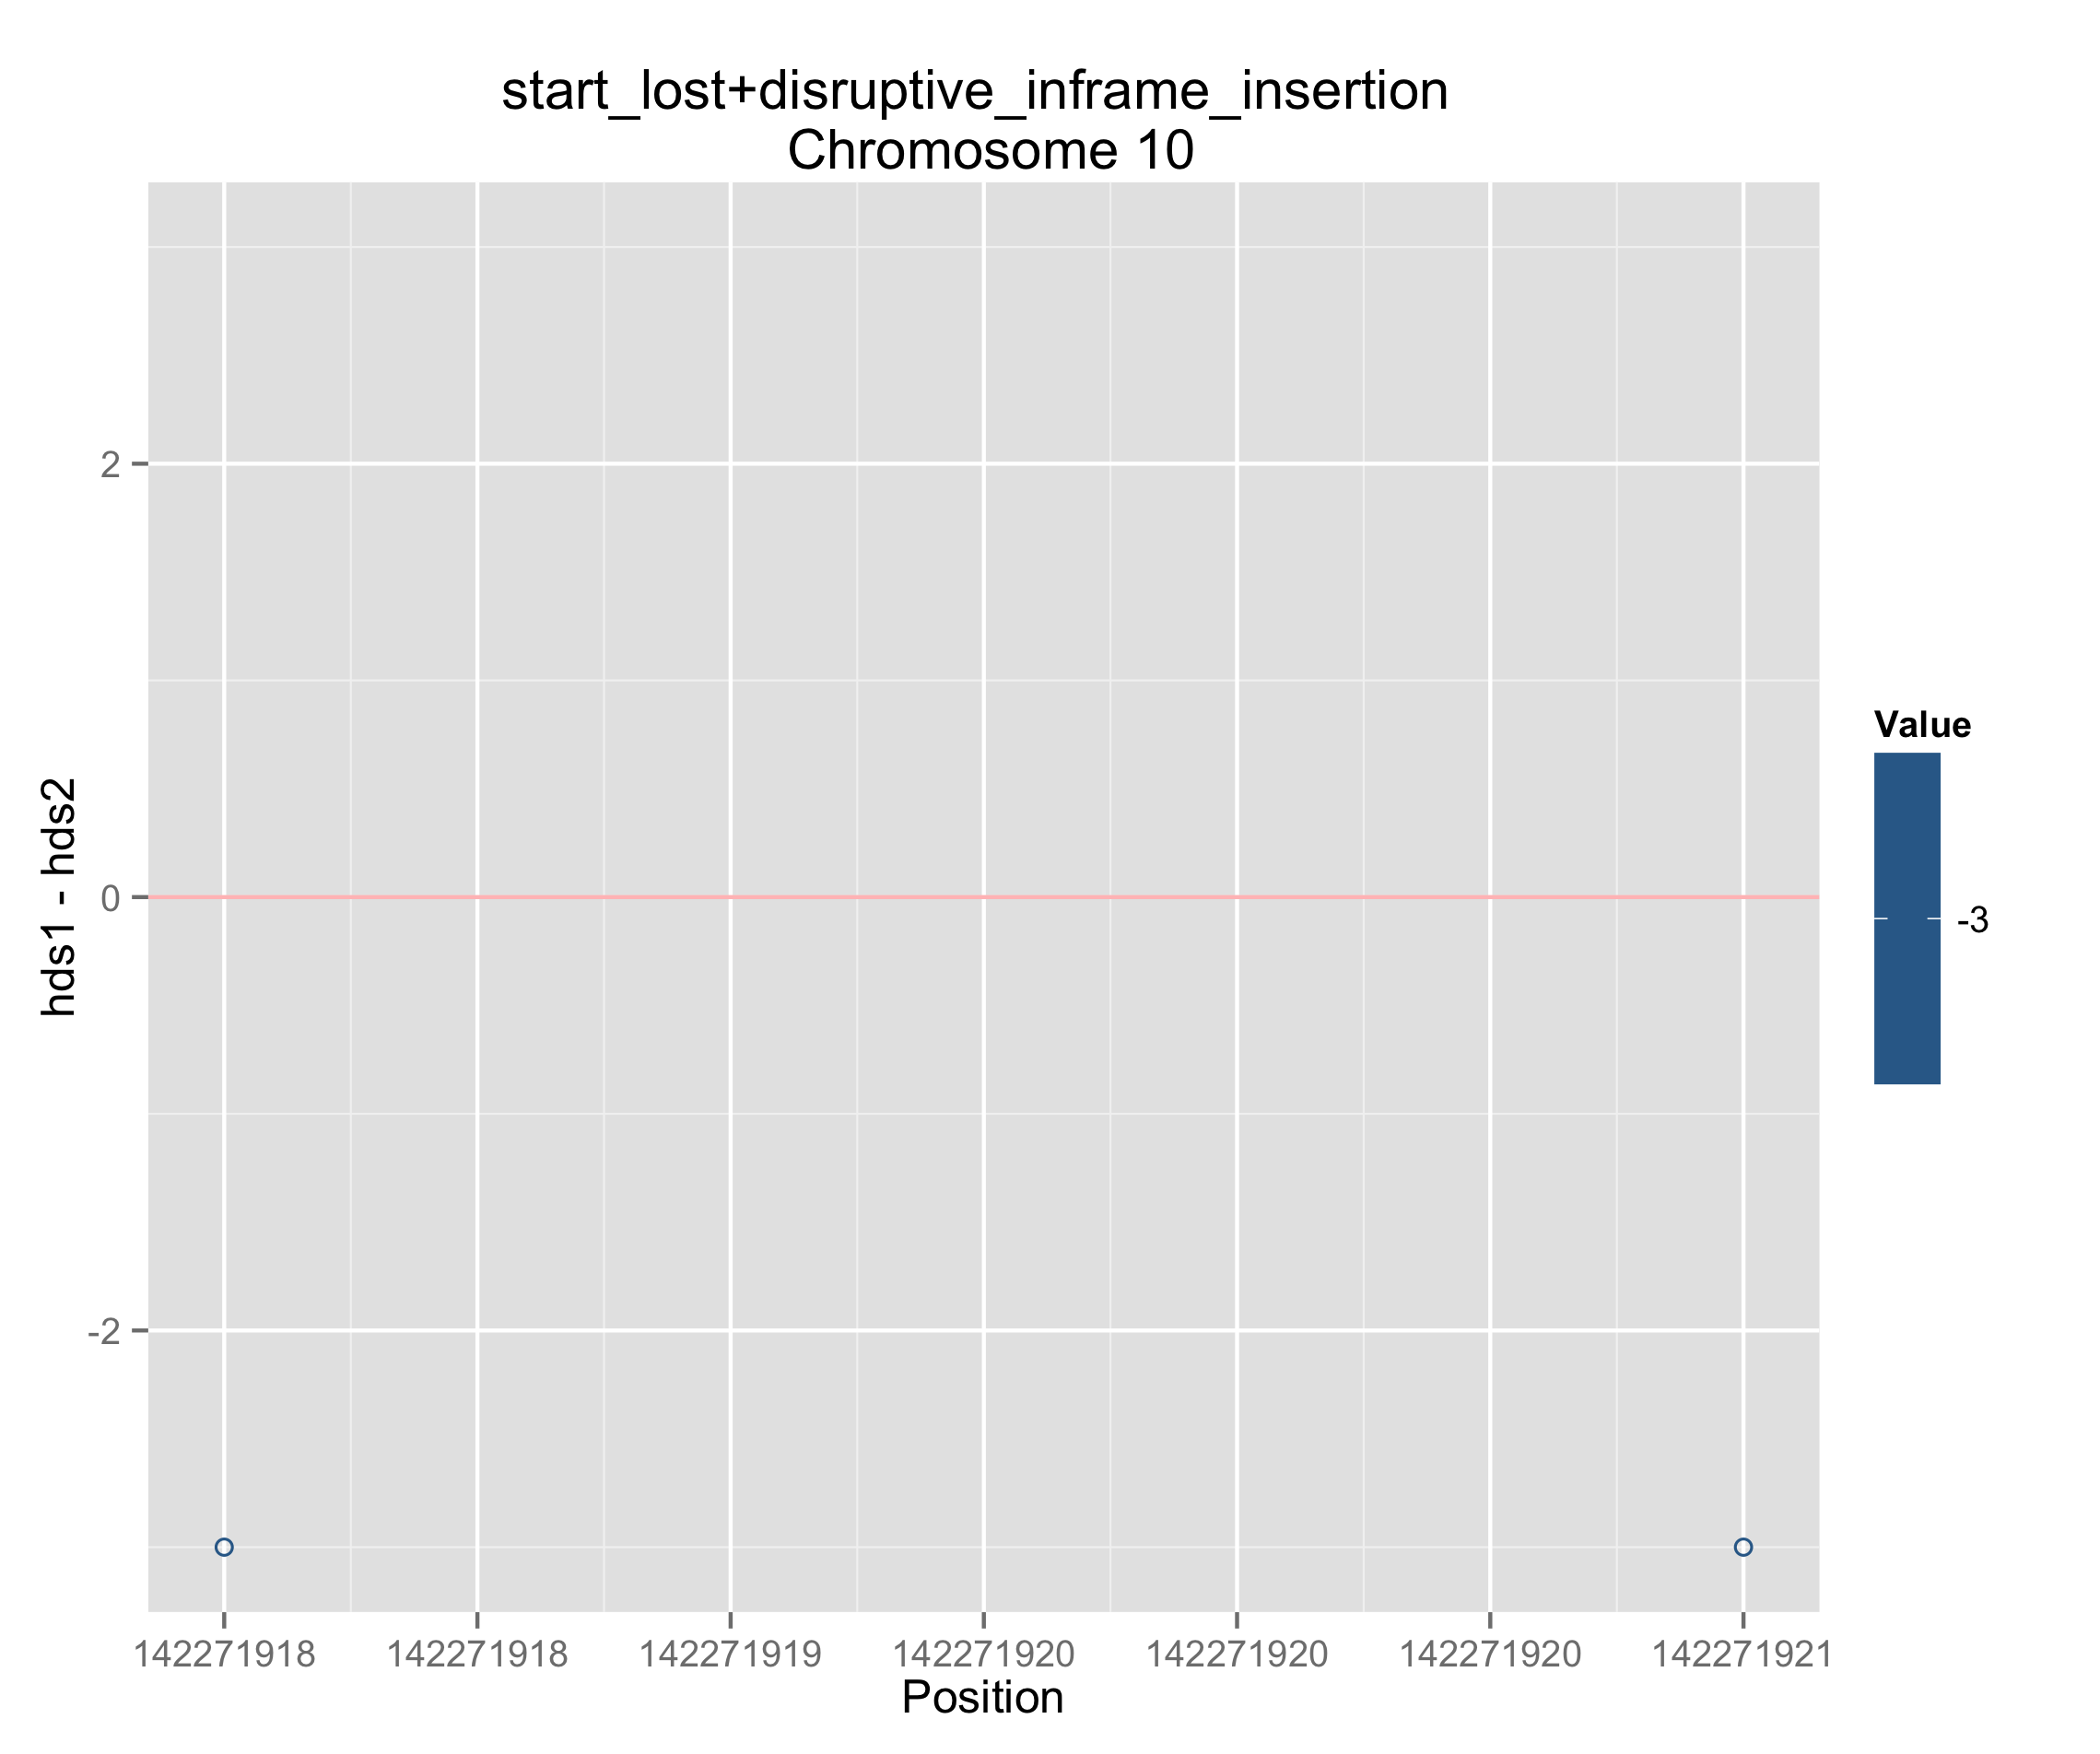 start_lost+disruptive_inframe_insertion
Chromosome 10
hds1 - hds2
2
0
-2
142271918 142271918 142271919 142271920 142271920 142271920 142271921
Position
Value
-3